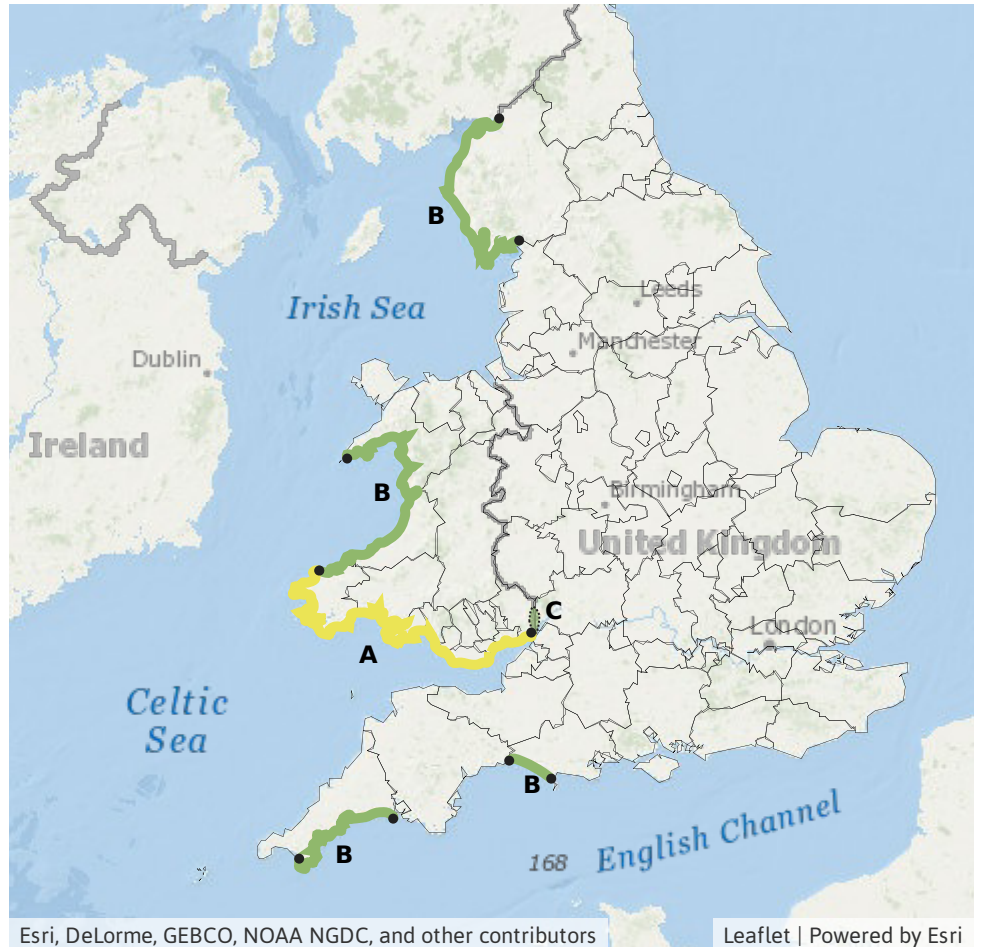 B
Leeds
Irish Sea
Manchester
Dublin
Ireland
B
Birmingham
United Kingdom
C
London
A
Celtic
Sea
B
B
168
English Channel
Esri, DeLorme, GEBCO, NOAA NGDC, and other contributors
Leaflet | Powered by Esri